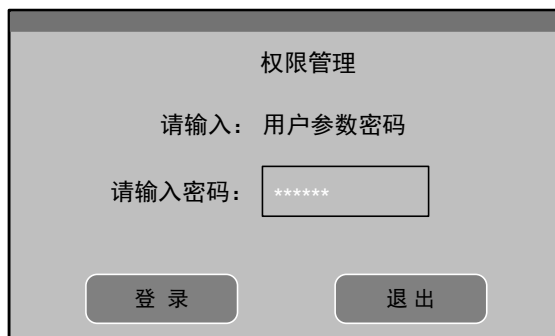 权限管理
请输入： 用户参数密码
请输入密码： ******
登 录 退 出